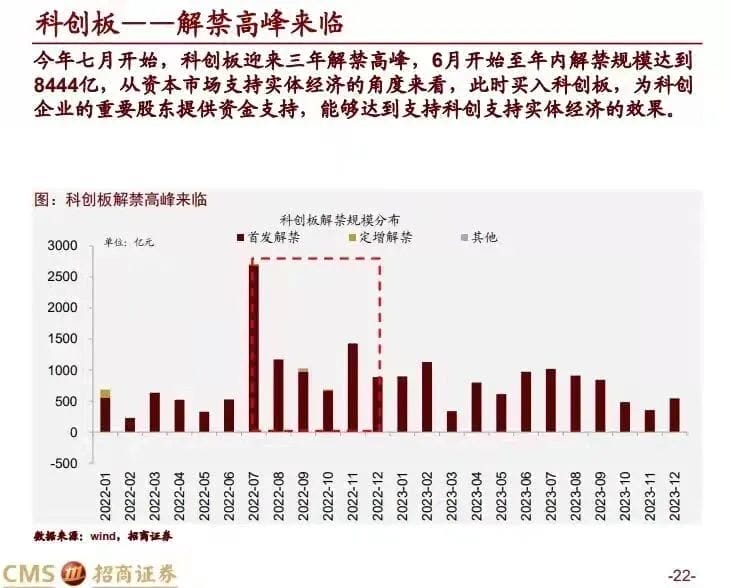 科创板——解禁高峰来临
今年七月开始，科创板迎来三年解禁高峰，6月开始至年内解禁规模达到
8444亿，从资本市场支持实体经济的角度来看，此时买入科创板，为科创
企业的重要股东提供资金支持，能够达到支持科创支持实体经济的效果。
图：科创板解禁高峰来临
科创板解禁规模分布
单位：亿元
首发解禁 定增解禁 其他
3000
2500
2000
1500
1000
500
0
-500
2022-01 2022-02 2022-03 2022-04 2022-05 2022-06 2022-07 2022-08 2022-09 2022-10 2022-11 2022-12 2023-01 2023-02 2023-03 2023-04 2023-05 2023-06 2023-07 2023-08 2023-09 2023-10 2023-11 2023-12
数据来源：wind，招商证券
CMS 招商证券
-22-